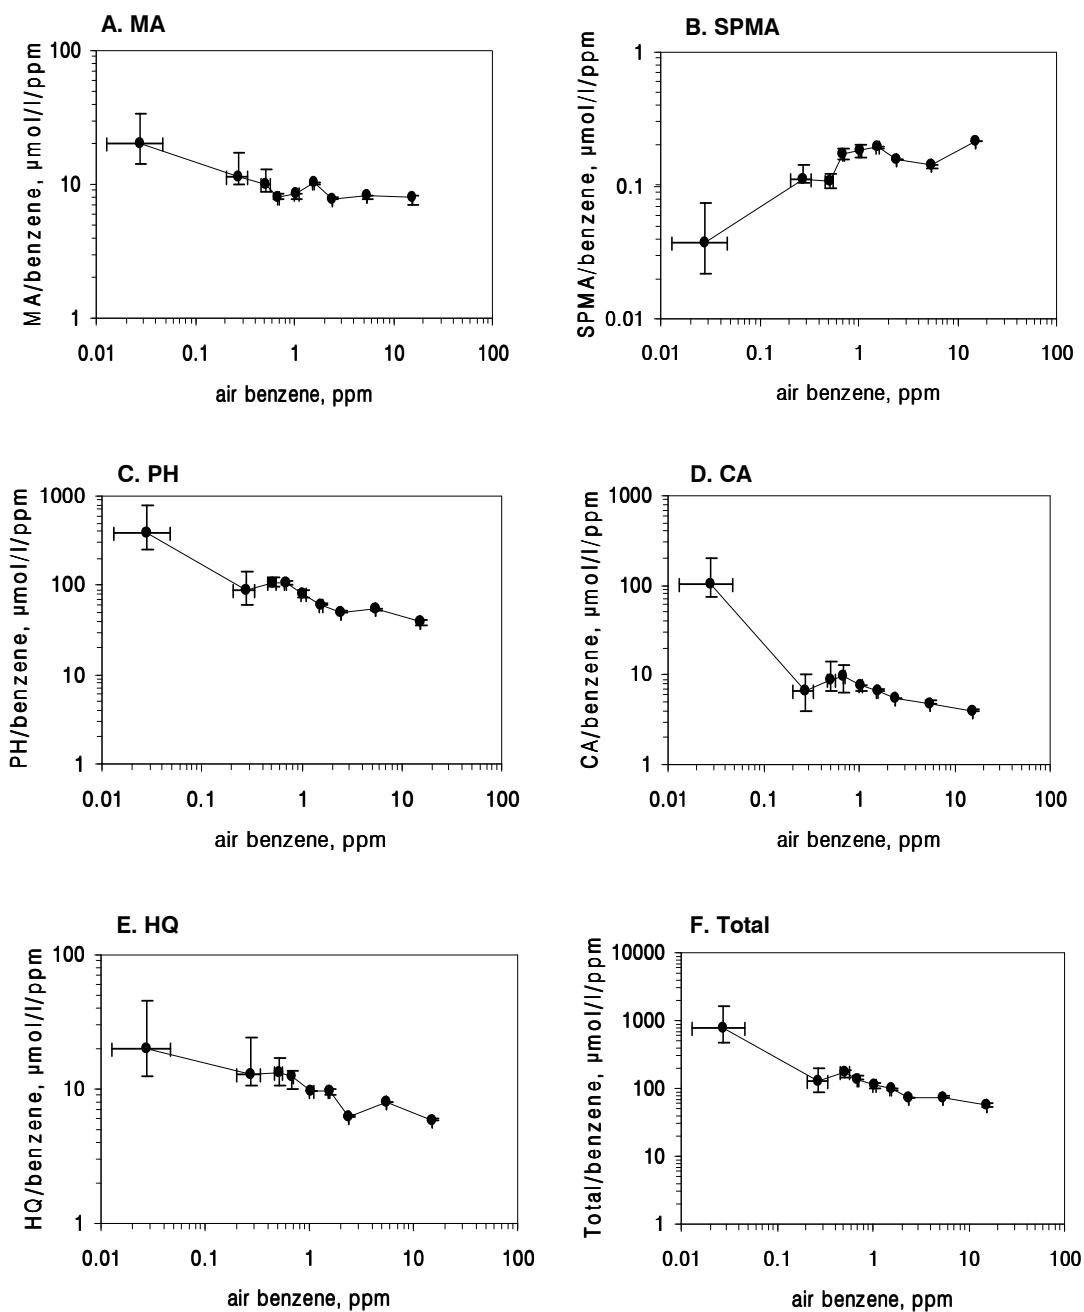 A. MA
MA/benzene, µmol/l/ppm
100
10
1
0.01 0.1 1 10 100
air benzene, ppm
B. SPMA
SPMA/benzene, µmol/l/ppm
1
0.1
0.01
0.01 0.1 1 10 100
air benzene, ppm
C. PH
PH/benzene, µmol/l/ppm
1000
100
10
1
0.01 0.1 1 10 100
air benzene, ppm
D. CA
CA/benzene, µmol/l/ppm
1000
100
10
1
0.01 0.1 1 10 100
air benzene, ppm
E. HQ
HQ/benzene, µmol/l/ppm
100
10
1
0.01 0.1 1 10 100
air benzene, ppm
F. Total
Total/benzene, µmol/l/ppm
10000
1000
100
10
1
0.01 0.1 1 10 100
air benzene, ppm